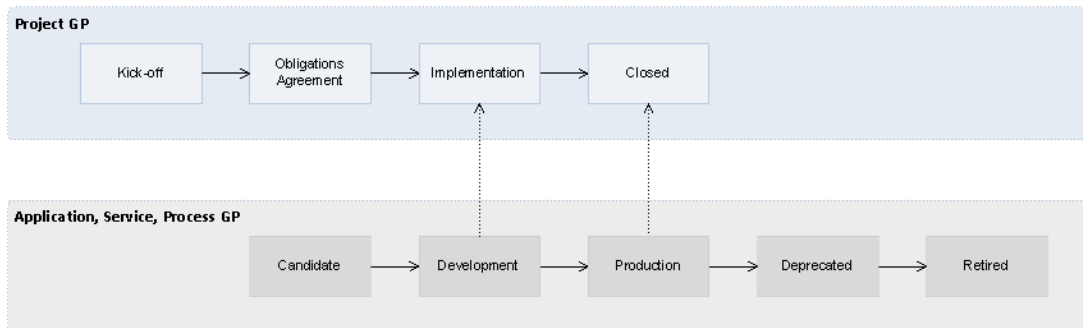 Project GP
Kick-off
Obligations
Agreement
Implementation
Closed
Application, Service, Process GP
Candidate
Development
Production
Deprecated
Retired